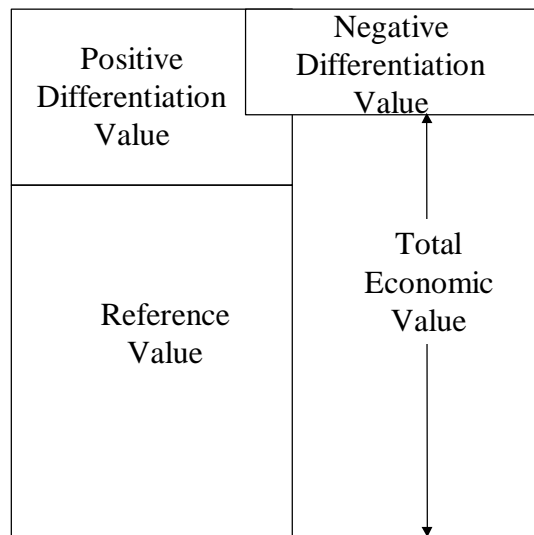 Positive
Differentiation
Value
Negative
Differentiation
Value
Total
Economic
Value
Reference
Value